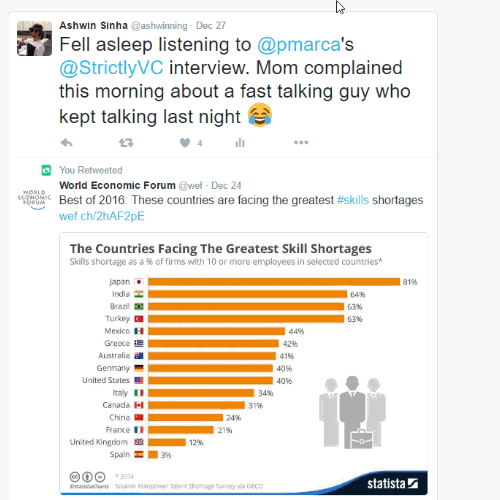 Ashwin Sinha @ashwinning · Dec 27
Fell asleep listening to @pmarca's
@StrictlyVC interview. Mom complained
this morning about a fast talking guy who
kept talking last night 😂
4
You Retweeted
World Economic Forum @wef · Dec 24
WORLD
ECONOMIC
FORUM
Best of 2016: These countries are facing the greatest #skills shortages
wef.ch/2hAF2pE
The Countries Facing The Greatest Skill Shortages
Skills shortage as a % of firms with 10 or more employees in selected countries*
Japan 81%
India 64%
Brazil 63%
Turkey 63%
Mexico 44%
Greece 42%
Australia 41%
Germany 40%
United States 40%
Italy 34%
Canada 31%
China 24%
France 21%
United Kingdom 12%
Spain 3%
* 2014
@StatistaCharts Source: Manpower Talent Shortage Survey via OECD
statista